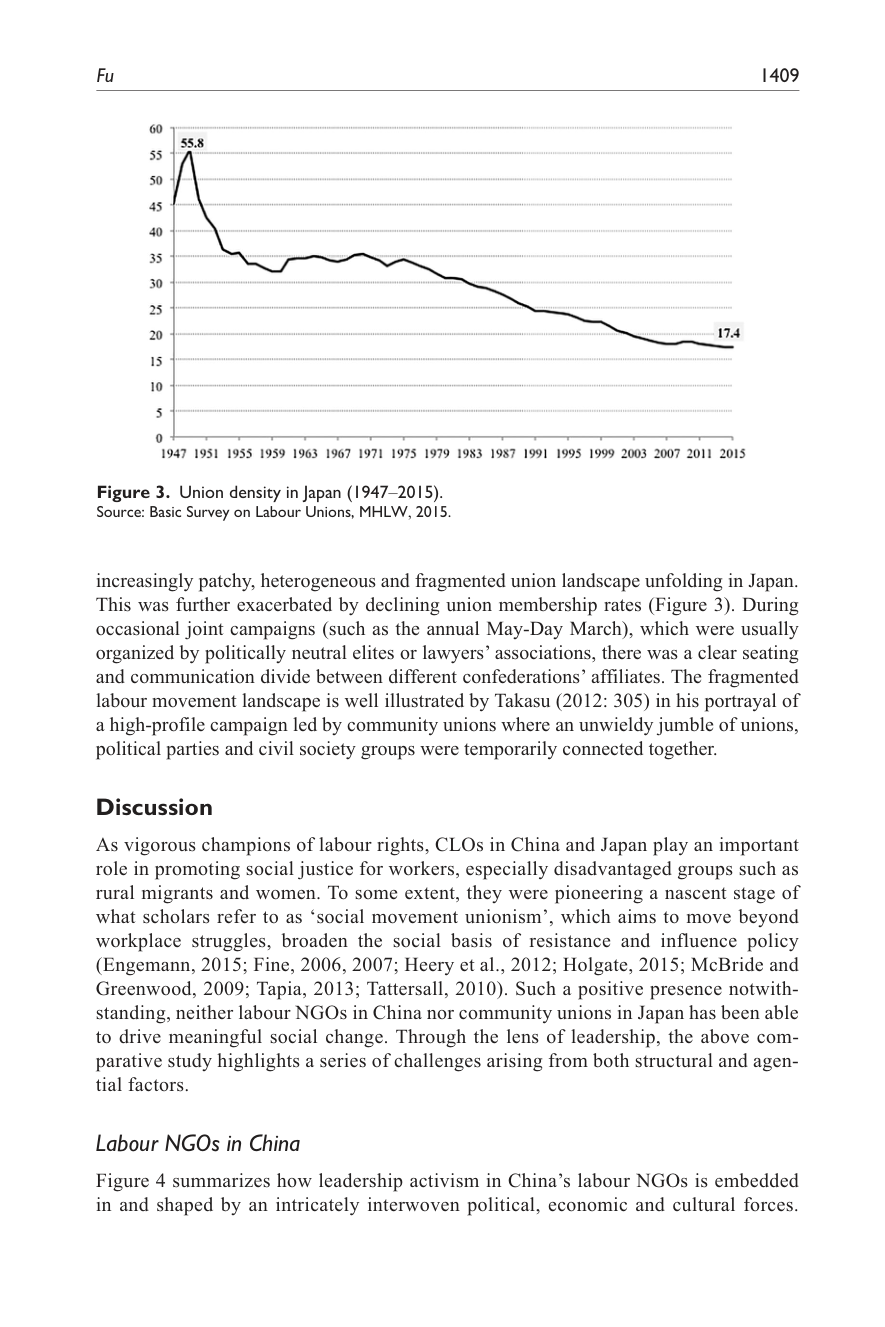 Fu
1409
60
55.8
55
50
45
40
35
30
25
20
17.4
15
10
5
0
1947 1951 1955 1959 1963 1967 1971 1975 1979 1983 1987 1991 1995 1999 2003 2007 2011 2015
Figure 3. Union density in Japan (1947–2015).
Source: Basic Survey on Labour Unions, MHLW, 2015.
increasingly patchy, heterogeneous and fragmented union landscape unfolding in Japan.
This was further exacerbated by declining union membership rates (Figure 3). During
occasional joint campaigns (such as the annual May-Day March), which were usually
organized by politically neutral elites or lawyers’ associations, there was a clear seating
and communication divide between different confederations’ affiliates. The fragmented
labour movement landscape is well illustrated by Takasu (2012: 305) in his portrayal of
a high-profile campaign led by community unions where an unwieldy jumble of unions,
political parties and civil society groups were temporarily connected together.
Discussion
As vigorous champions of labour rights, CLOs in China and Japan play an important
role in promoting social justice for workers, especially disadvantaged groups such as
rural migrants and women. To some extent, they were pioneering a nascent stage of
what scholars refer to as ‘social movement unionism’, which aims to move beyond
workplace struggles, broaden the social basis of resistance and influence policy
(Engemann, 2015; Fine, 2006, 2007; Heery et al., 2012; Holgate, 2015; McBride and
Greenwood, 2009; Tapia, 2013; Tattersall, 2010). Such a positive presence notwith-
standing, neither labour NGOs in China nor community unions in Japan has been able
to drive meaningful social change. Through the lens of leadership, the above com-
parative study highlights a series of challenges arising from both structural and agen-
tial factors.
Labour NGOs in China
Figure 4 summarizes how leadership activism in China’s labour NGOs is embedded
in and shaped by an intricately interwoven political, economic and cultural forces.